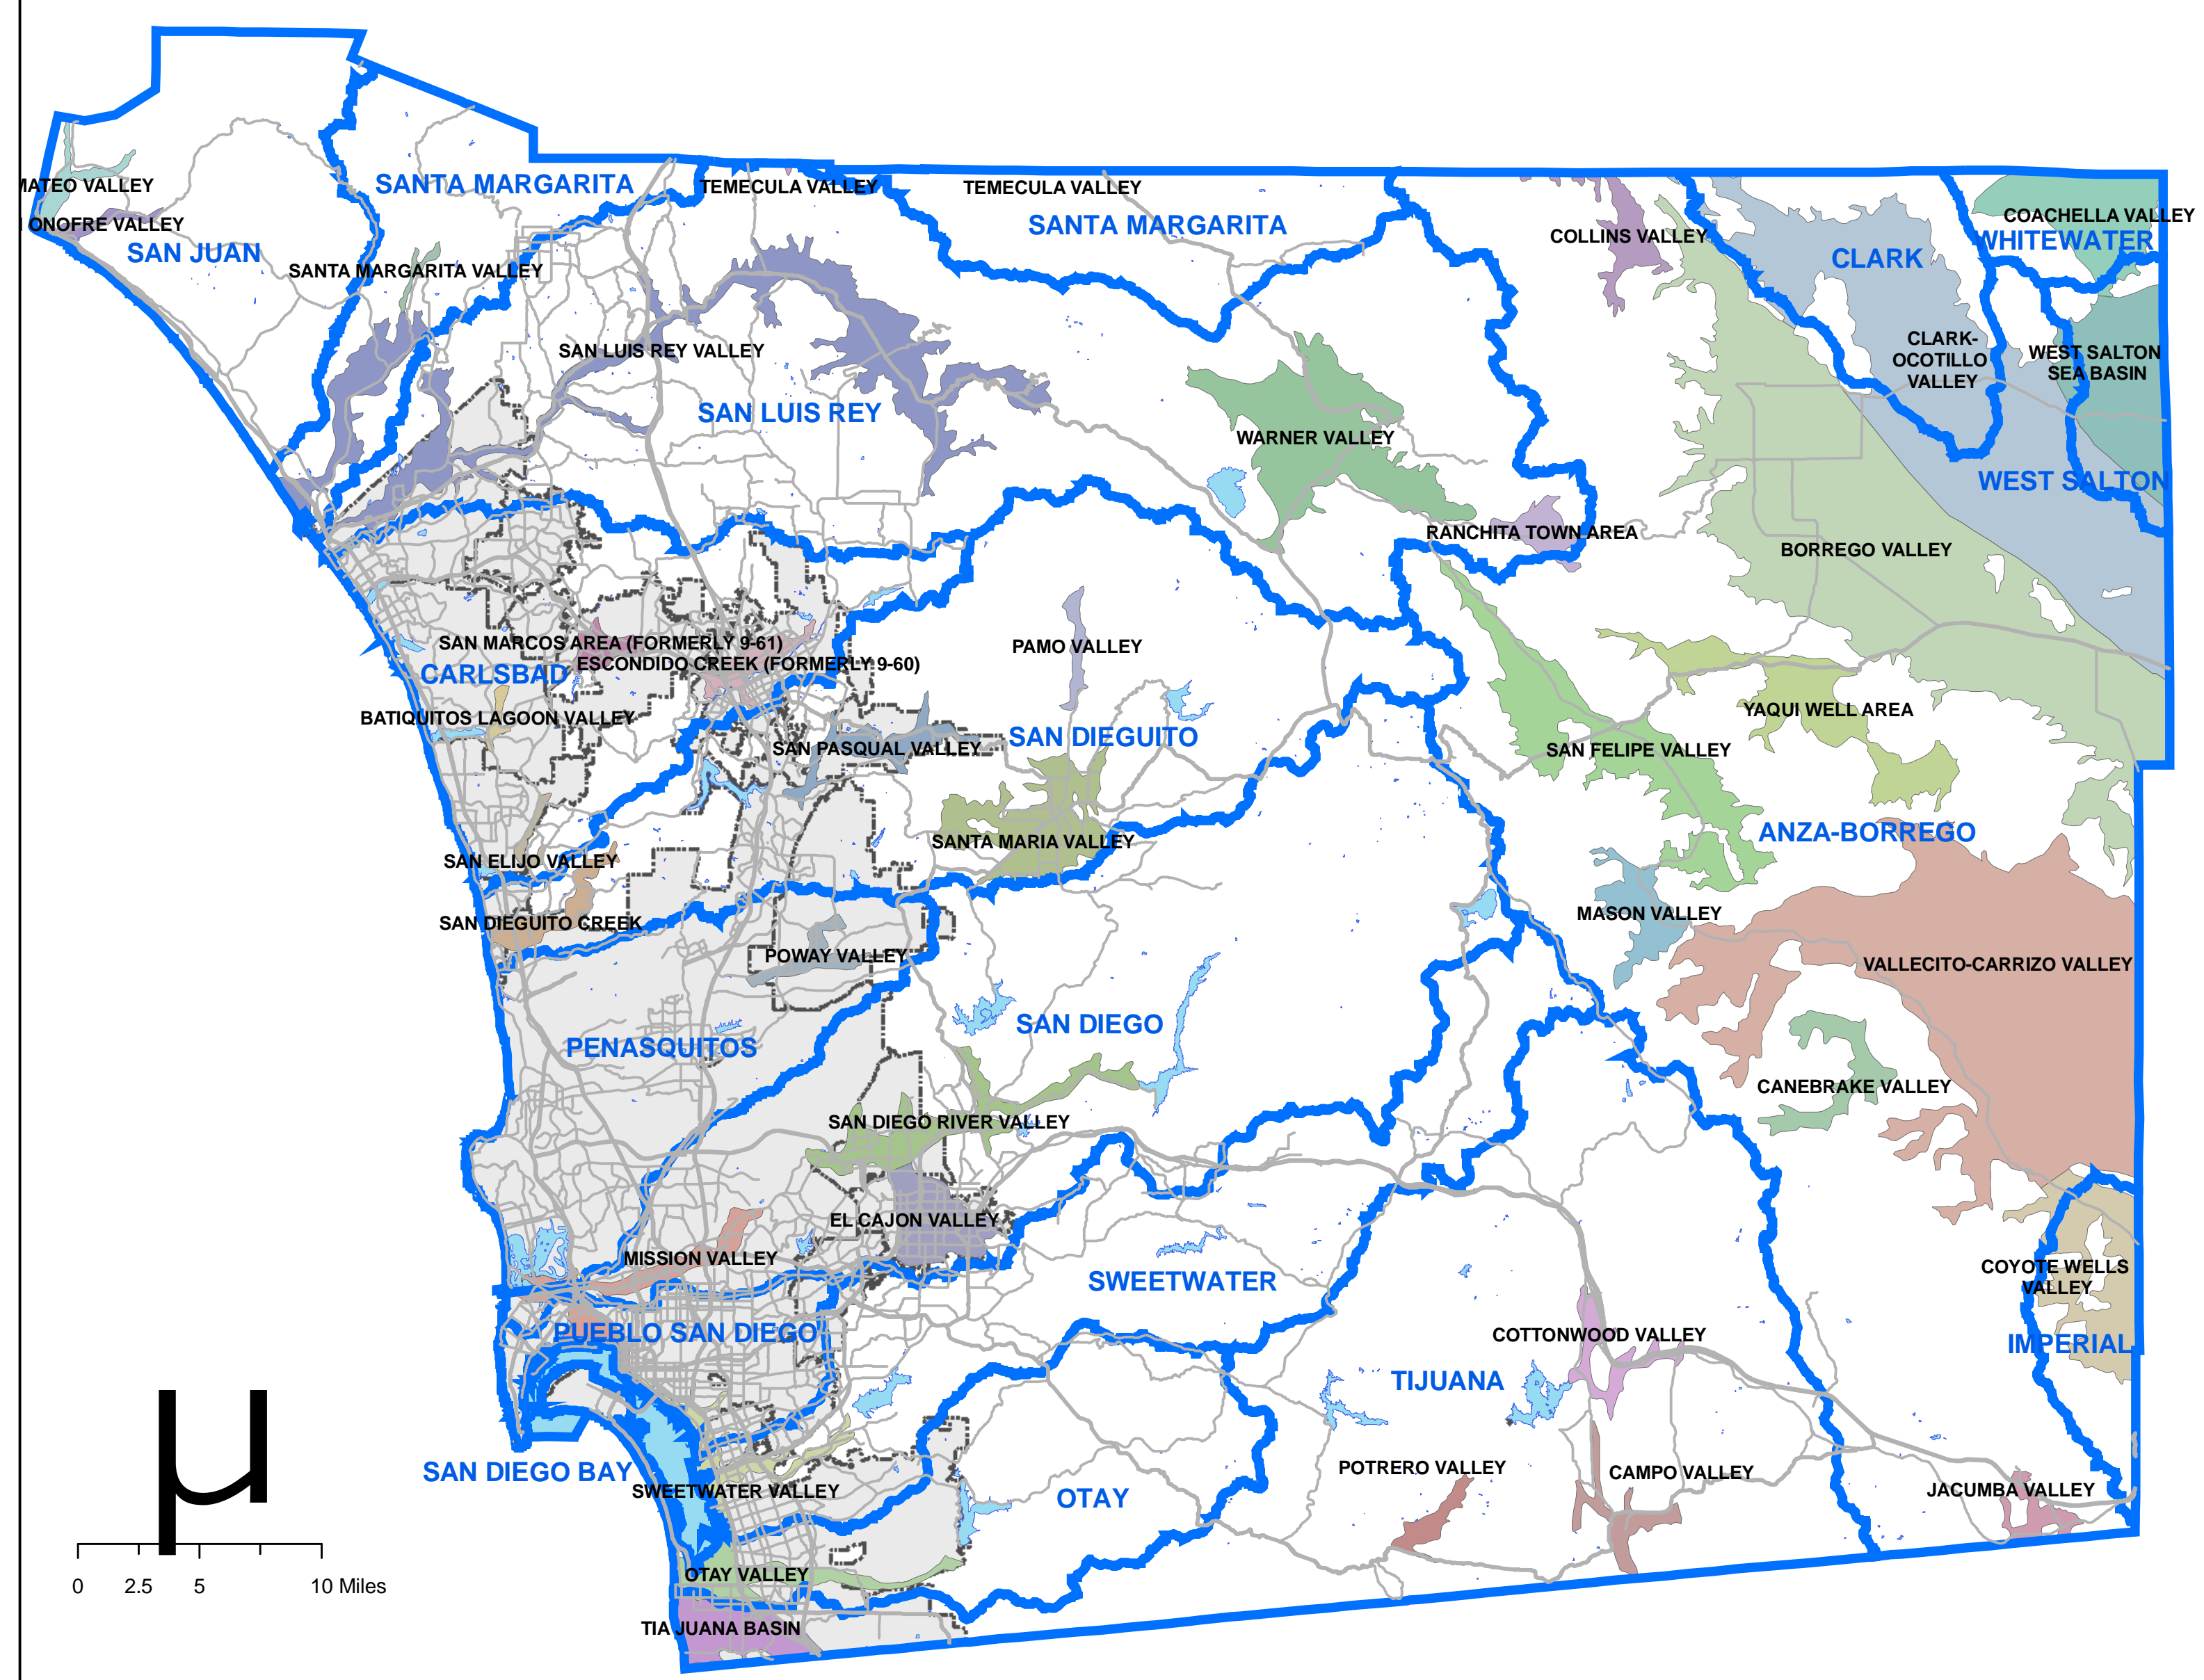 MATEO VALLEY
SANTA MARGARITA
TEMECULA VALLEY
TEMECULA VALLEY
ONOFRE VALLEY
SAN JUAN
SANTA MARGARITA
COLLINS VALLEY
COACHELLA VALLEY
WHITEWATER
CLARK
SANTA MARGARITA VALLEY
SAN LUIS REY VALLEY
CLARK-
OCOTILLO
VALLEY
WEST SALTON
SEA BASIN
SAN LUIS REY
WARNER VALLEY
WEST SALTON
RANCHITA TOWN AREA
BORREGO VALLEY
SAN MARCOS AREA (FORMERLY 9-61)
PAMO VALLEY
ESCONDIDO CREEK (FORMERLY 9-60)
CARLSBAD
BATIQUITOS LAGOON VALLEY
YAQUI WELL AREA
SAN PASQUAL VALLEY
SAN DIEGUITO
SAN FELIPE VALLEY
SANTA MARIA VALLEY
ANZA-BORREGO
SAN ELIJO VALLEY
SAN DIEGUITO CREEK
MASON VALLEY
POWAY VALLEY
VALLECITO-CARRIZO VALLEY
SAN DIEGO
PENASQUITOS
CANEBRAKE VALLEY
SAN DIEGO RIVER VALLEY
EL CAJON VALLEY
MISSION VALLEY
SWEETWATER
COYOTE WELLS
VALLEY
PUEBLO SAN DIEGO
COTTONWOOD VALLEY
IMPERIAL
TIJUANA
SAN DIEGO BAY
SWEETWATER VALLEY
OTAY
POTRERO VALLEY
CAMPO VALLEY
JACUMBA VALLEY
µ
0 2.5 5 10 Miles
OTAY VALLEY
TIA JUANA BASIN